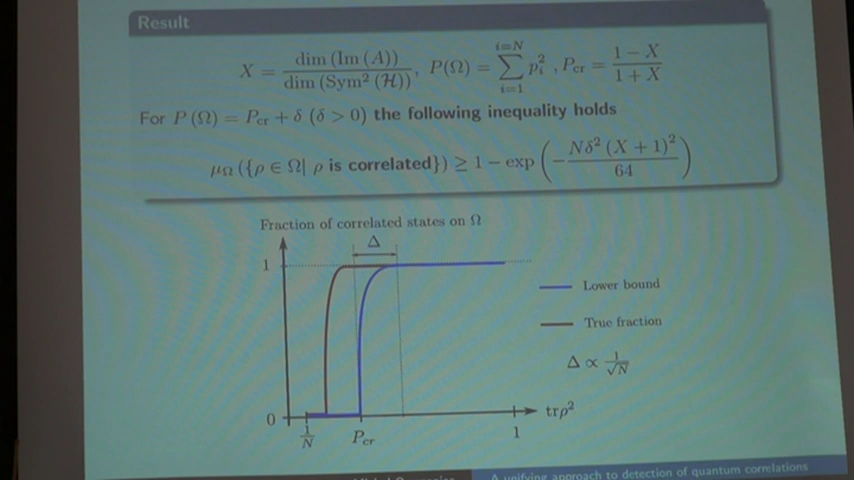 Result
X = dim (Im (A)) / dim (Sym² (ℋ)), P(Ω) = ∑_{i=1}^{i=N} p_i², P_cr = (1 − X) / (1 + X)
For P (Ω) = P_cr + δ (δ > 0) the following inequality holds
μ_Ω ({ρ ∈ Ω| ρ is correlated}) ≥ 1 − exp (− Nδ² (X + 1)² / 64)
Fraction of correlated states on Ω
Δ
1
Lower bound
True fraction
Δ ∝ 1/√N
0
trρ²
1/N
P_cr
1
A unifying approach to detection of quantum correlations